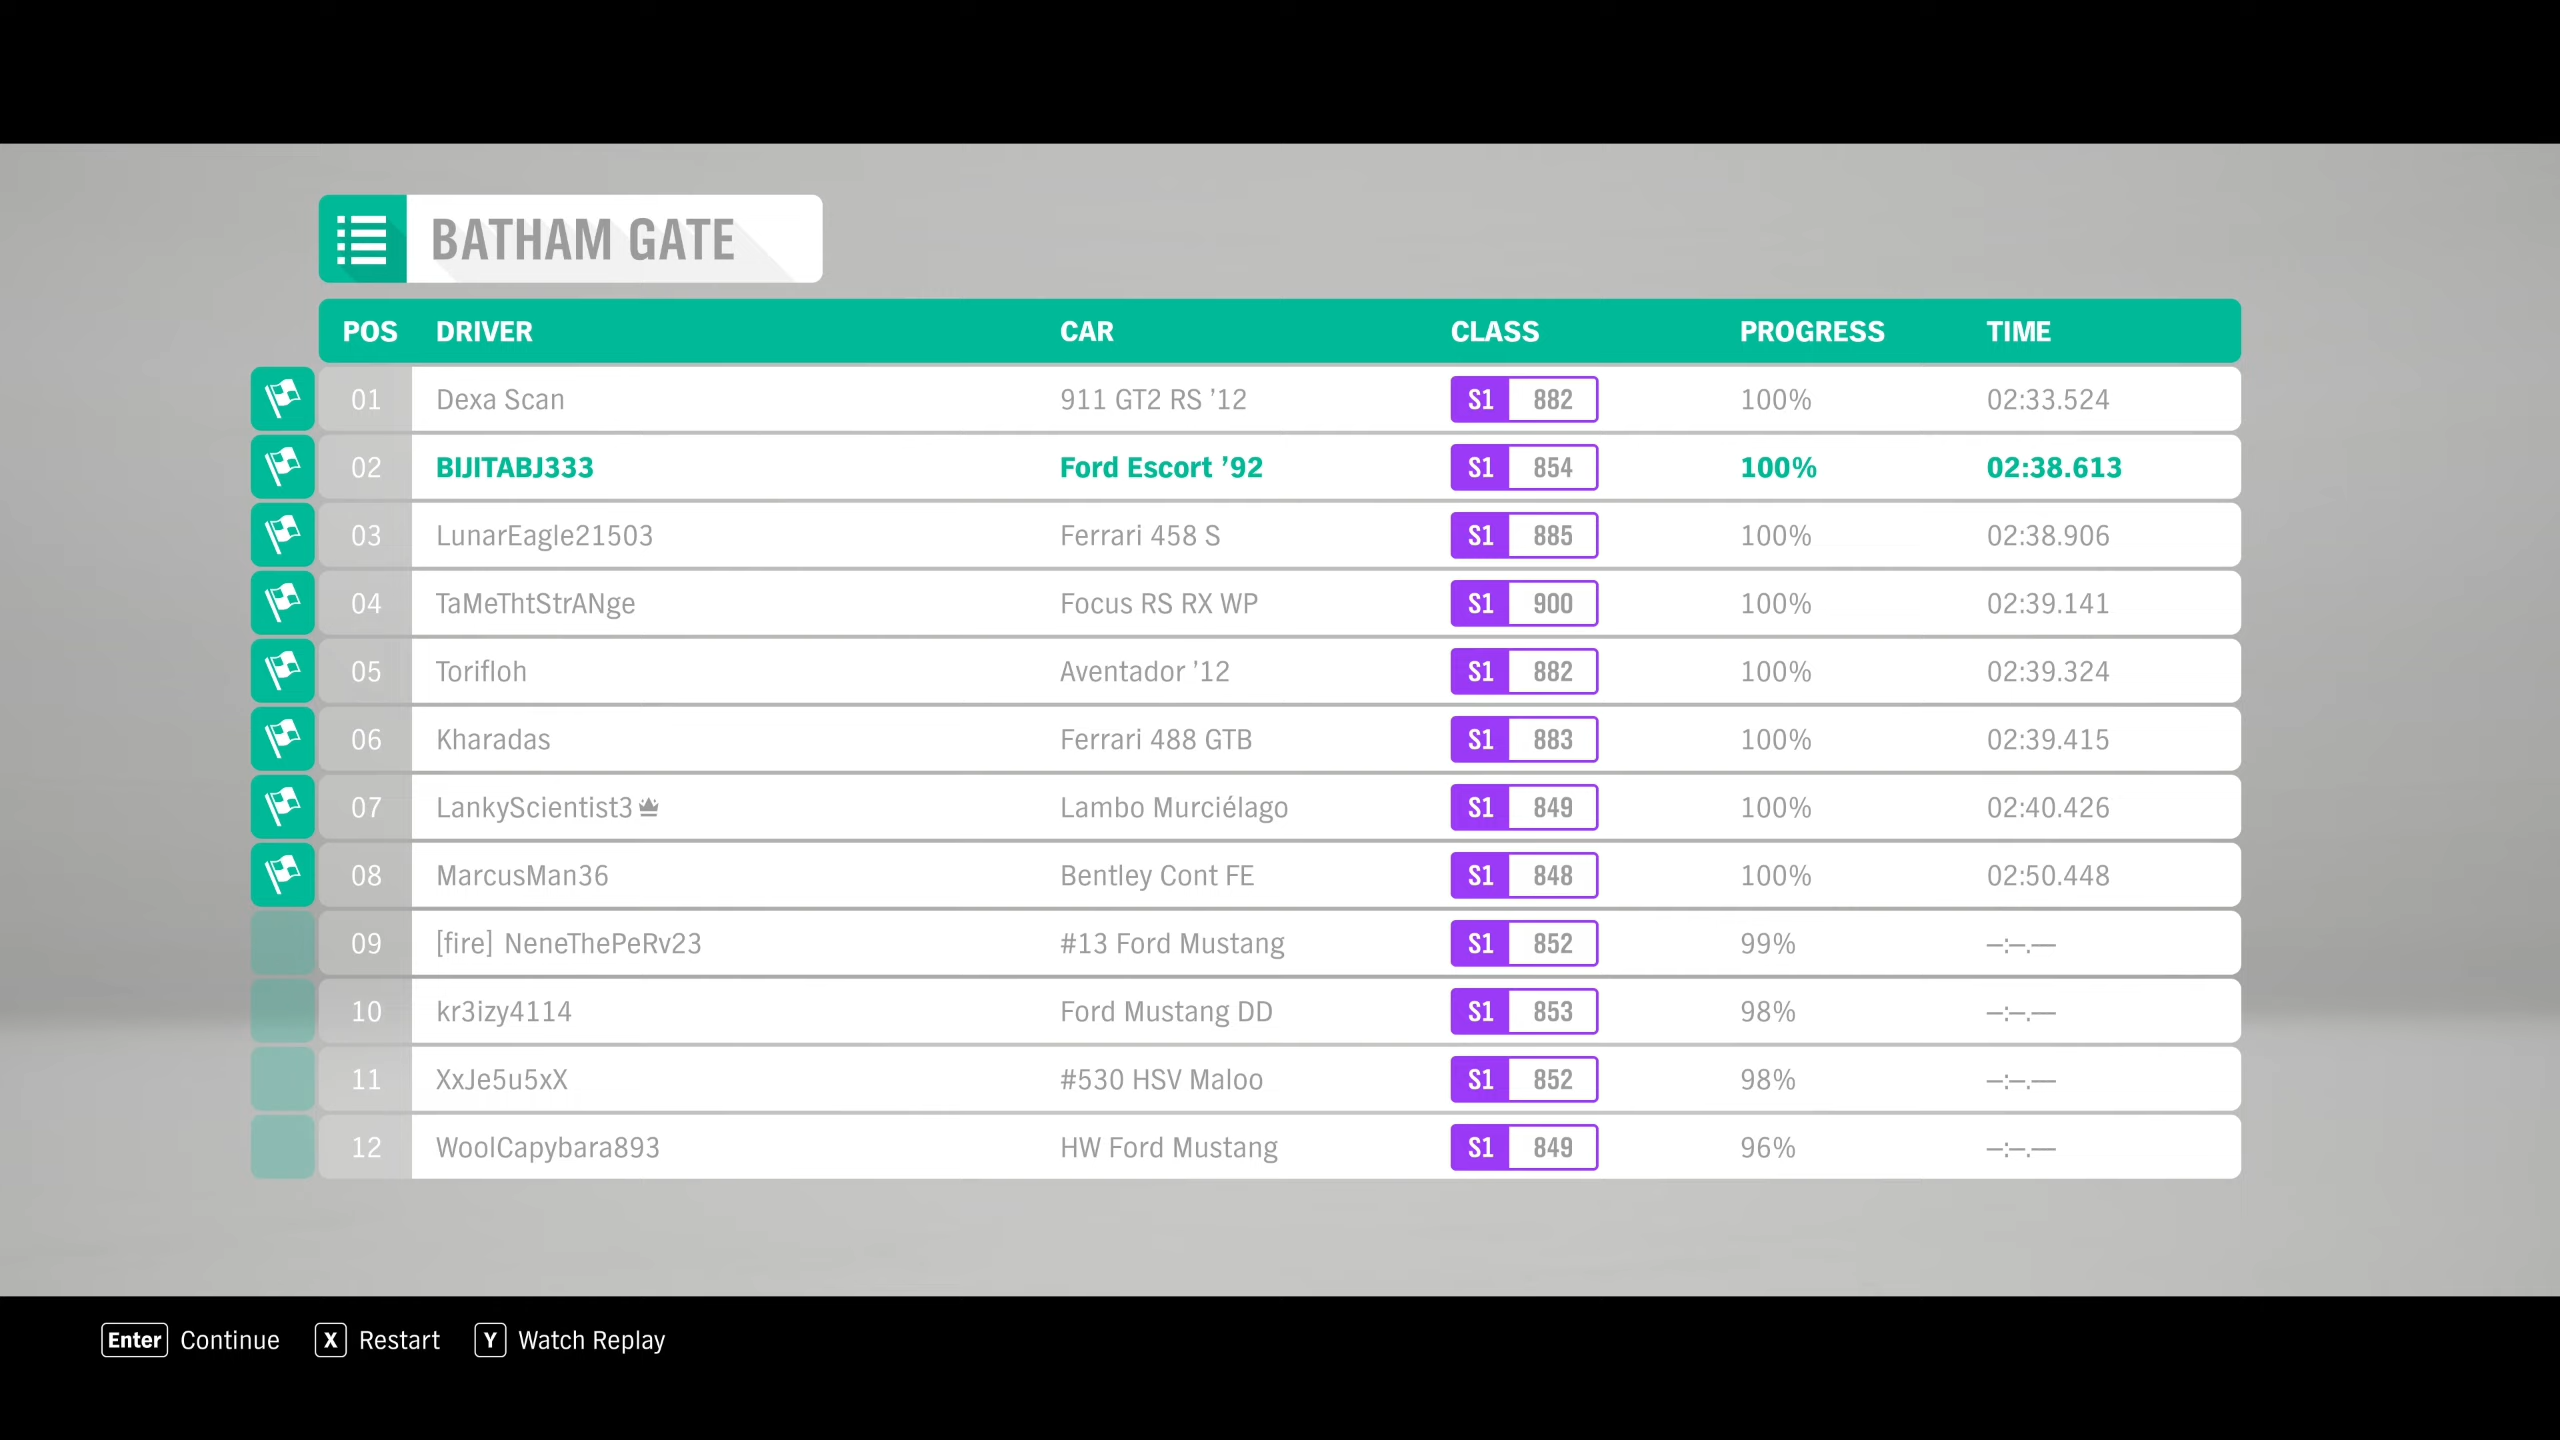 BATHAM GATE
POS DRIVER CAR CLASS PROGRESS TIME
01 Dexa Scan 911 GT2 RS ’12 S1 882 100% 02:33.524
02 BIJITABJ333 Ford Escort ’92 S1 854 100% 02:38.613
03 LunarEagle21503 Ferrari 458 S S1 885 100% 02:38.906
04 TaMeThtStrANge Focus RS RX WP S1 900 100% 02:39.141
05 Torifloh Aventador ’12 S1 882 100% 02:39.324
06 Kharadas Ferrari 488 GTB S1 883 100% 02:39.415
07 LankyScientist3 Lambo Murciélago S1 849 100% 02:40.426
08 MarcusMan36 Bentley Cont FE S1 848 100% 02:50.448
09 [fire] NeneThePeRv23 #13 Ford Mustang S1 852 99% –:–.—
10 kr3izy4114 Ford Mustang DD S1 853 98% –:–.—
11 XxJe5u5xX #530 HSV Maloo S1 852 98% –:–.—
12 WoolCapybara893 HW Ford Mustang S1 849 96% –:–.—
Enter Continue X Restart Y Watch Replay